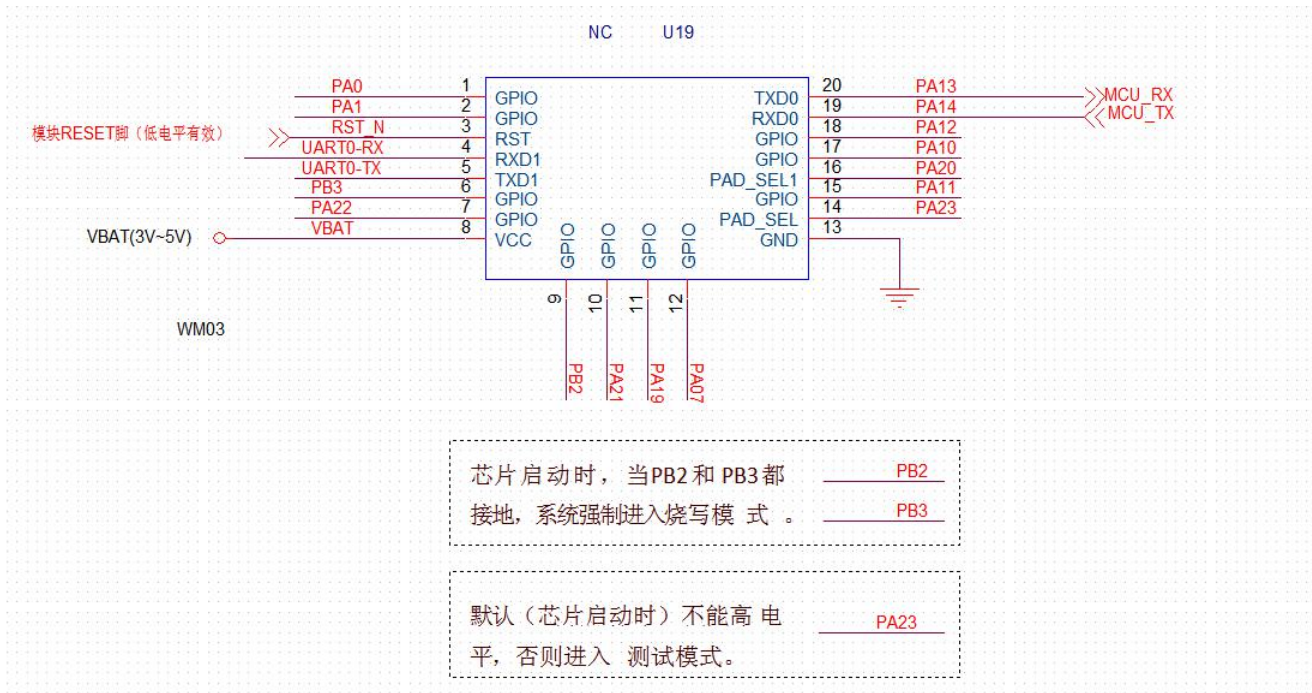 NC U19
PA0 1 GPIO
PA1 2 GPIO
模块RESET脚（低电平有效） RST_N 3 RST
UART0-RX 4 RXD1
UART0-TX 5 TXD1
PB3 6 GPIO
PA22 7 GPIO
VBAT(3V~5V) VBAT 8 VCC
TXD0 20 PA13 MCU_RX
RXD0 19 PA14 MCU_TX
GPIO 18 PA12
GPIO 17 PA10
PAD_SEL1 16 PA20
GPIO 15 PA11
PAD_SEL 14 PA23
GND 13
GPIO GPIO GPIO GPIO
9 10 11 12
WM03
PB2 PA21 PA19 PA07
芯片启动时，当PB2和 PB3都 PB2
接地，系统强制进入烧写模 式 。 PB3
默认（芯片启动时）不能高 电
平，否则进入 测试模式。
PA23